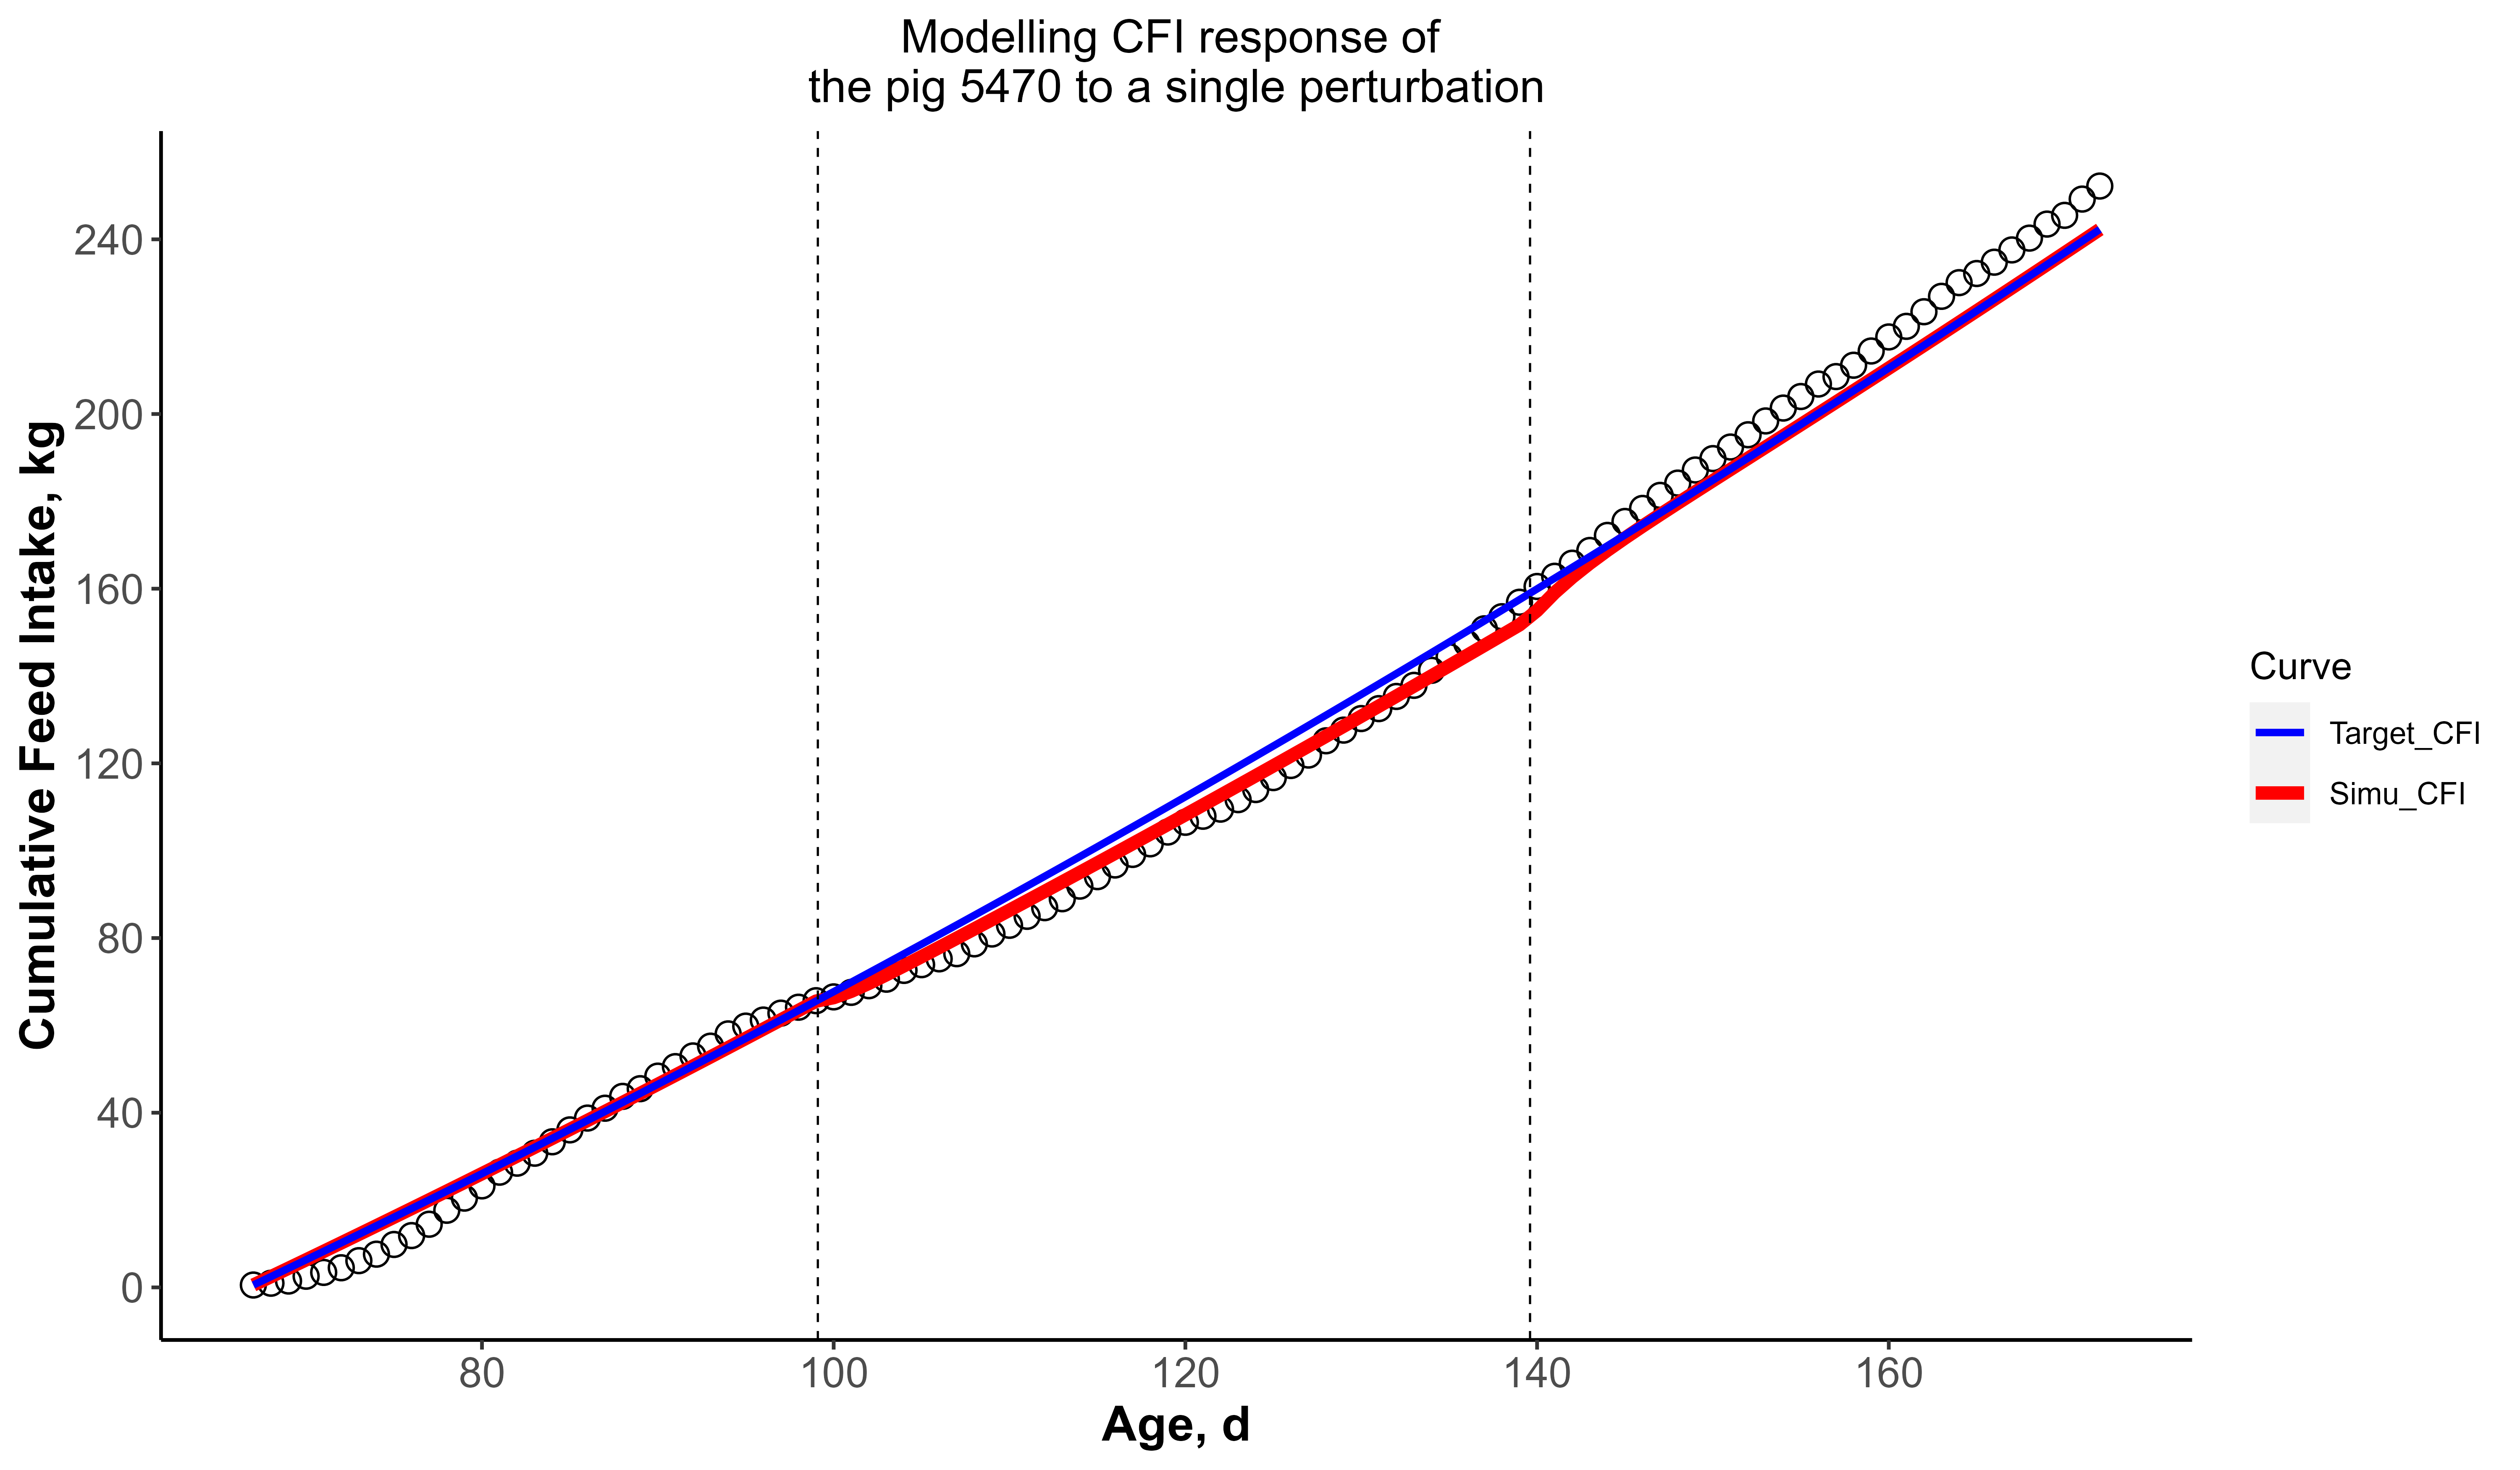 Modelling CFI response of
the pig 5470 to a single perturbation
Cumulative Feed Intake, kg
240
200
160
120
80
40
0
80
100
120
140
160
Age, d
Curve
Target_CFI
Simu_CFI